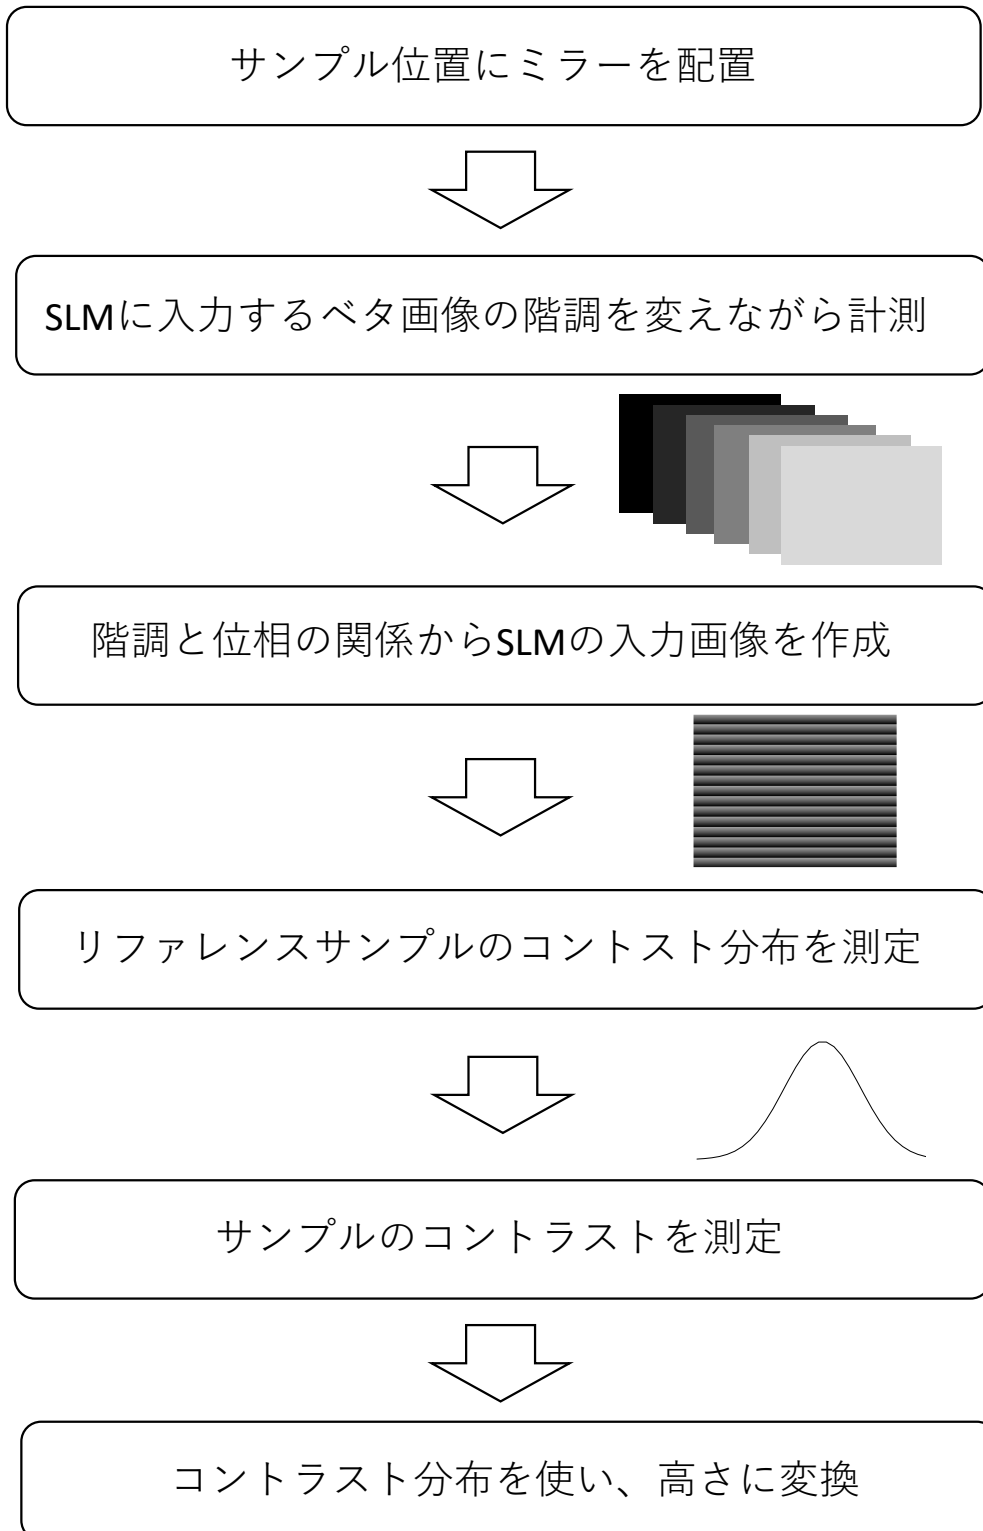 サンプル位置にミラーを配置
SLMに入力するベタ画像の階調を変えながら計測
階調と位相の関係からSLMの入力画像を作成
リファレンスサンプルのコントスト分布を測定
サンプルのコントラストを測定
コントラスト分布を使い、高さに変換